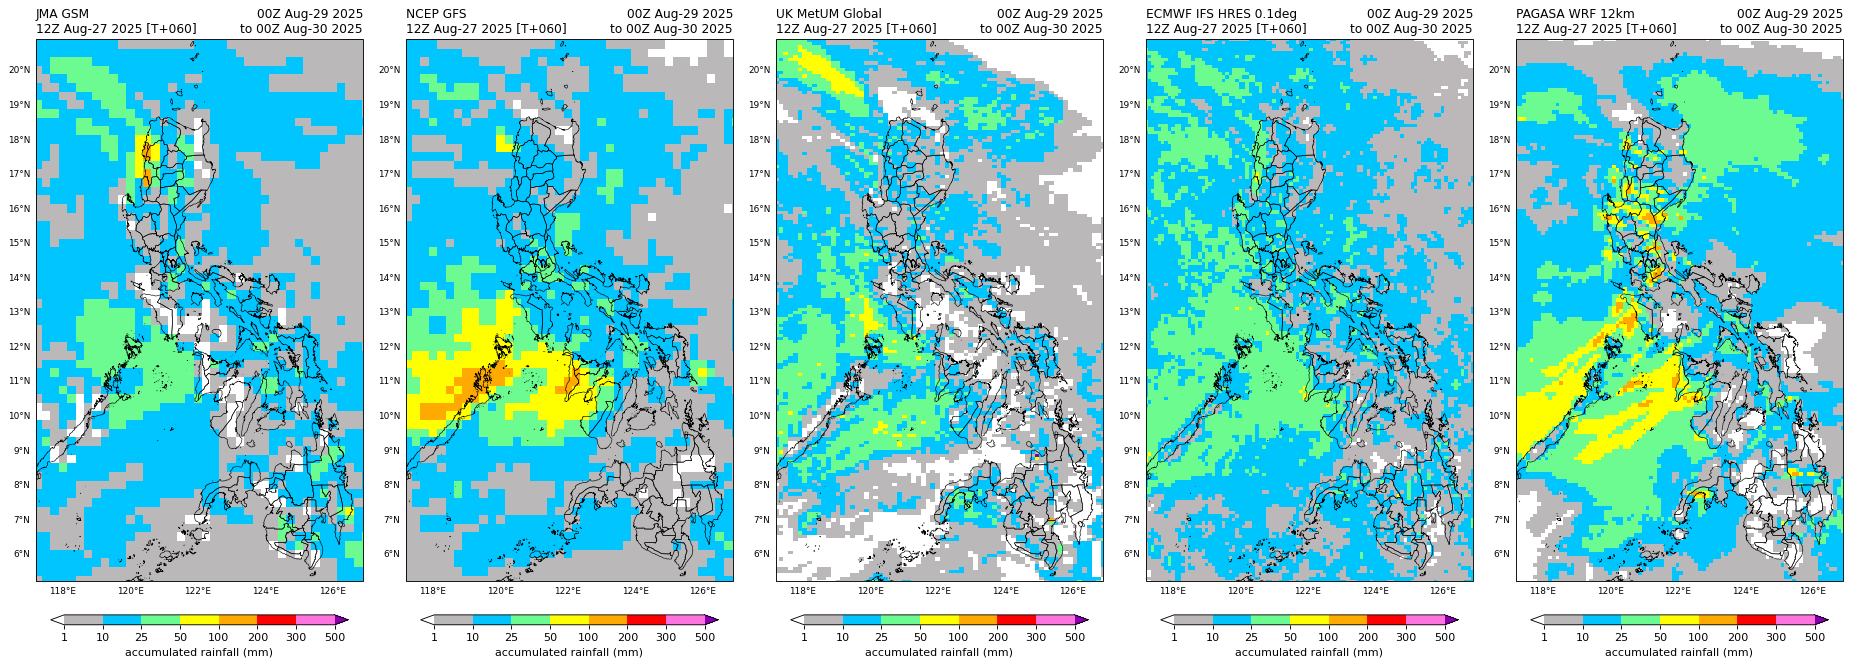 JMA GSM 00Z Aug-29 2025
12Z Aug-27 2025 [T+060] to 00Z Aug-30 2025
20°N
19°N
18°N
17°N
16°N
15°N
14°N
13°N
12°N
11°N
10°N
9°N
8°N
7°N
6°N
118°E 120°E 122°E 124°E 126°E
1 10 25 50 100 200 300 500
accumulated rainfall (mm)
NCEP GFS 00Z Aug-29 2025
12Z Aug-27 2025 [T+060] to 00Z Aug-30 2025
20°N
19°N
18°N
17°N
16°N
15°N
14°N
13°N
12°N
11°N
10°N
9°N
8°N
7°N
6°N
118°E 120°E 122°E 124°E 126°E
1 10 25 50 100 200 300 500
accumulated rainfall (mm)
UK MetUM Global 00Z Aug-29 2025
12Z Aug-27 2025 [T+060] to 00Z Aug-30 2025
20°N
19°N
18°N
17°N
16°N
15°N
14°N
13°N
12°N
11°N
10°N
9°N
8°N
7°N
6°N
118°E 120°E 122°E 124°E 126°E
1 10 25 50 100 200 300 500
accumulated rainfall (mm)
ECMWF IFS HRES 0.1deg 00Z Aug-29 2025
12Z Aug-27 2025 [T+060] to 00Z Aug-30 2025
20°N
19°N
18°N
17°N
16°N
15°N
14°N
13°N
12°N
11°N
10°N
9°N
8°N
7°N
6°N
118°E 120°E 122°E 124°E 126°E
1 10 25 50 100 200 300 500
accumulated rainfall (mm)
PAGASA WRF 12km 00Z Aug-29 2025
12Z Aug-27 2025 [T+060] to 00Z Aug-30 2025
20°N
19°N
18°N
17°N
16°N
15°N
14°N
13°N
12°N
11°N
10°N
9°N
8°N
7°N
6°N
118°E 120°E 122°E 124°E 126°E
1 10 25 50 100 200 300 500
accumulated rainfall (mm)